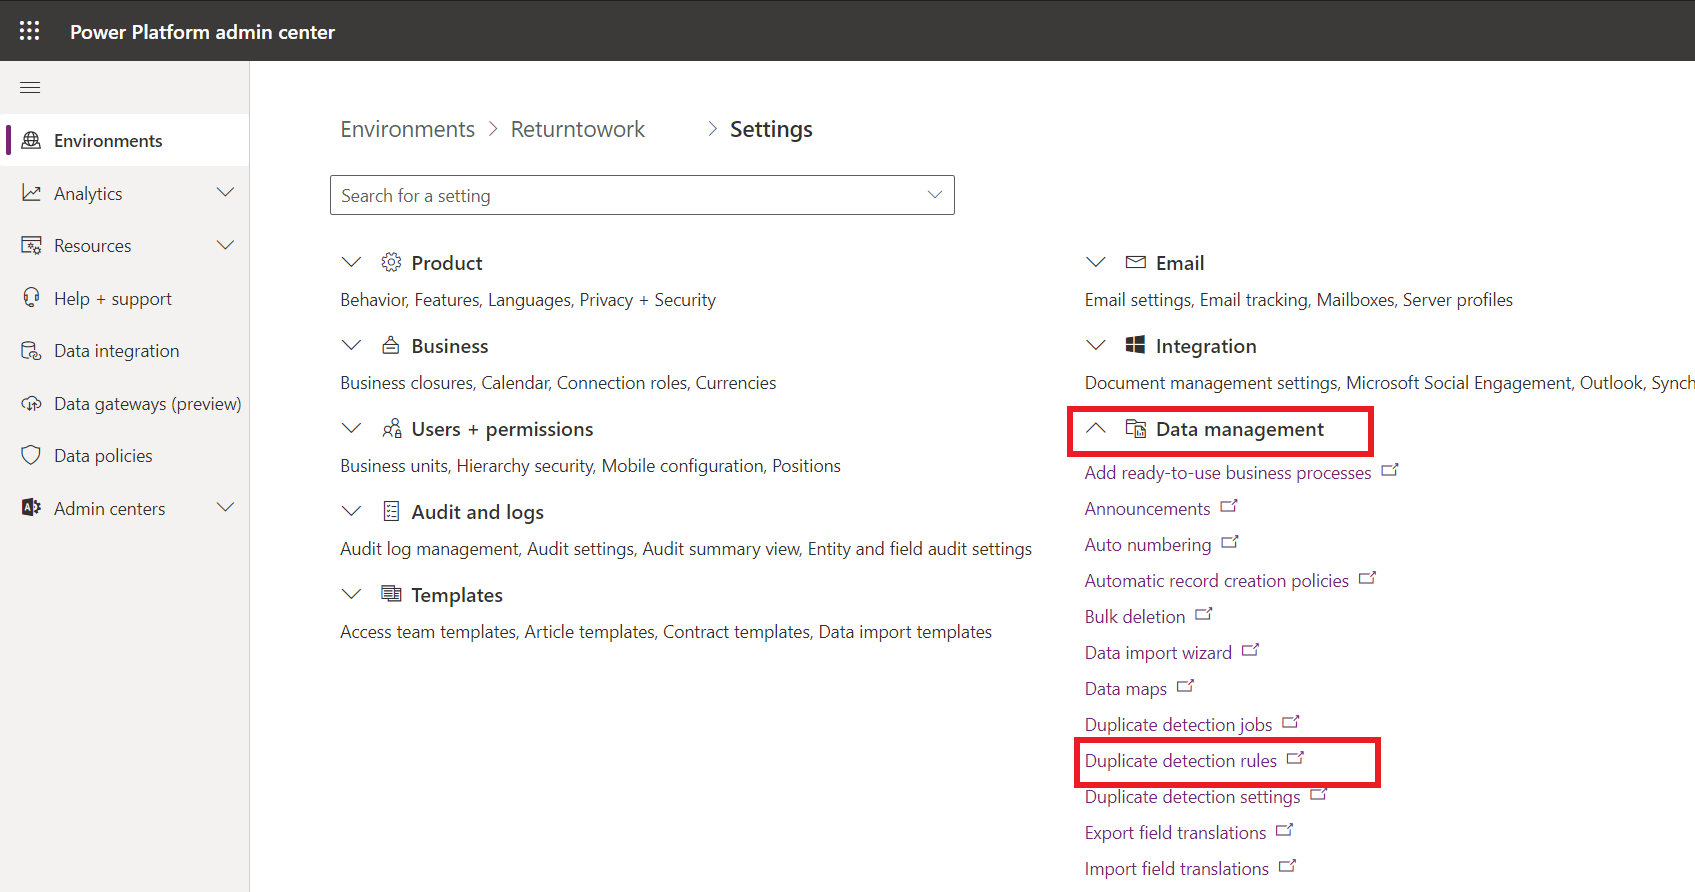 Power Platform admin center
Environments
Analytics
Resources
Help + support
Data integration
Data gateways (preview)
Data policies
Admin centers
Environments > Returntowork > Settings
Search for a setting
Product
Behavior, Features, Languages, Privacy + Security
Business
Business closures, Calendar, Connection roles, Currencies
Users + permissions
Business units, Hierarchy security, Mobile configuration, Positions
Audit and logs
Audit log management, Audit settings, Audit summary view, Entity and field audit settings
Templates
Access team templates, Article templates, Contract templates, Data import templates
Email
Email settings, Email tracking, Mailboxes, Server profiles
Integration
Document management settings, Microsoft Social Engagement, Outlook, Synch
Data management
Add ready-to-use business processes
Announcements
Auto numbering
Automatic record creation policies
Bulk deletion
Data import wizard
Data maps
Duplicate detection jobs
Duplicate detection rules
Duplicate detection settings
Export field translations
Import field translations